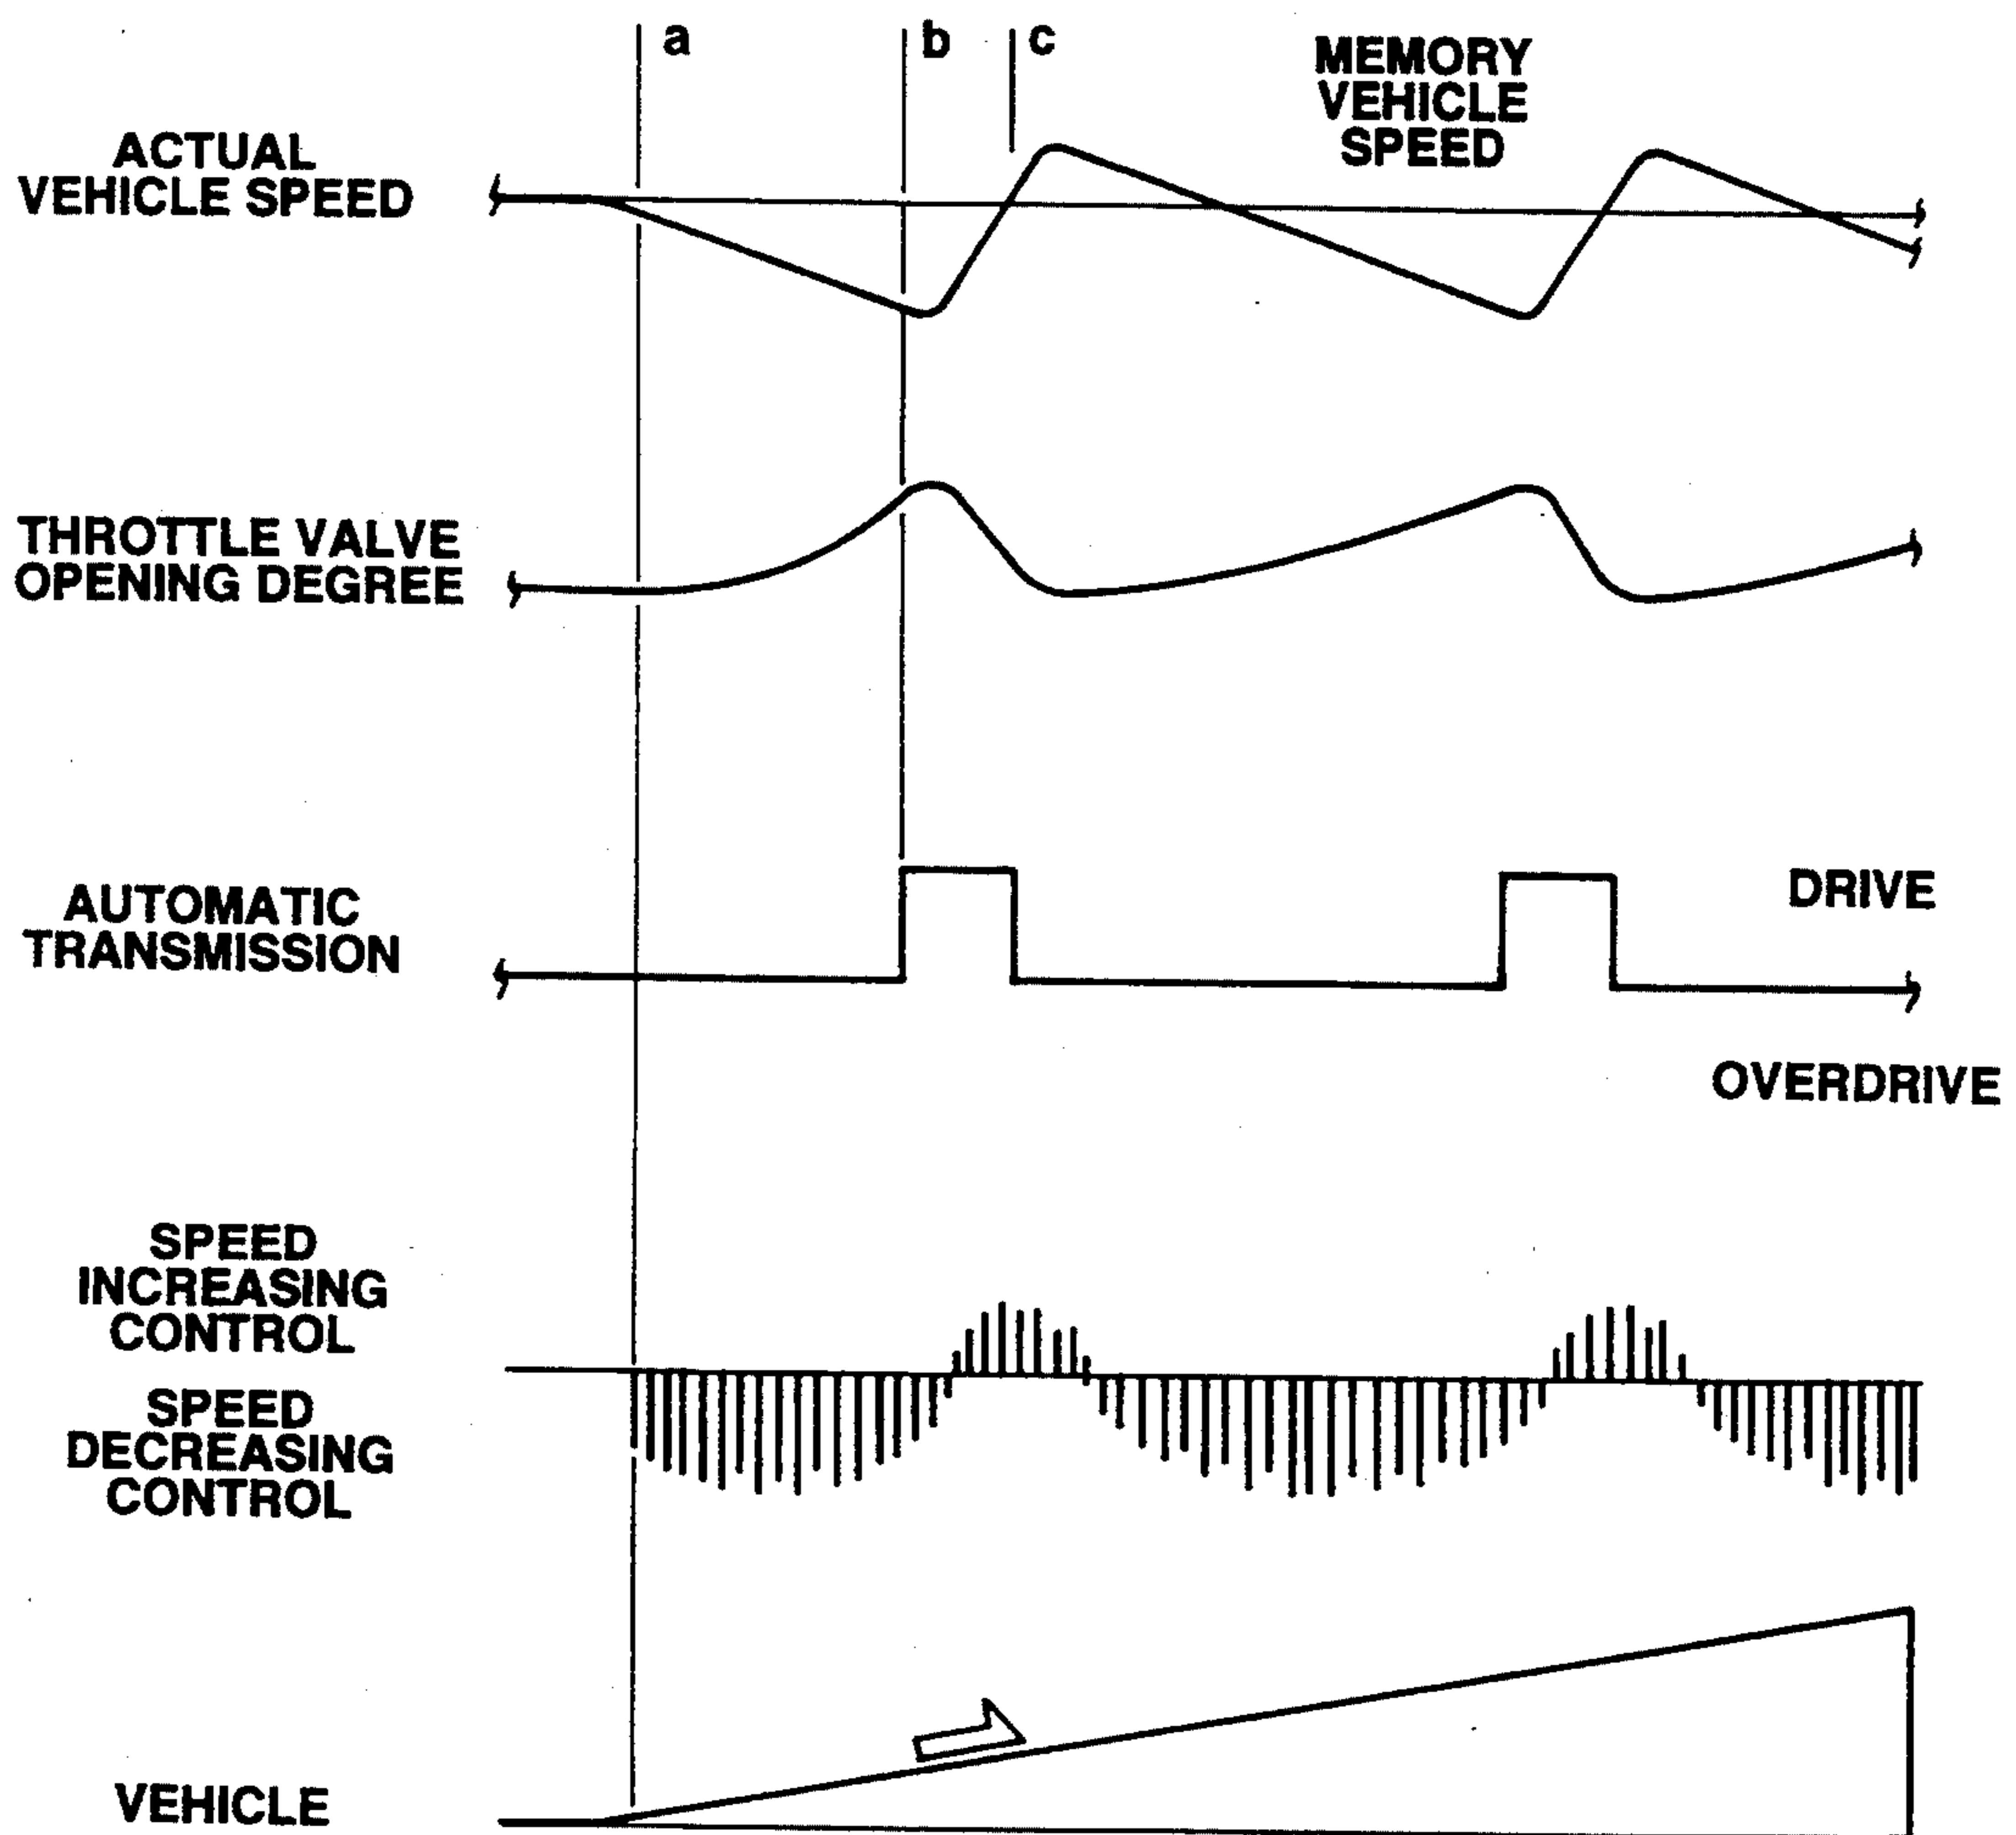 a
b
c
MEMORY
VEHICLE
SPEED
ACTUAL
VEHICLE SPEED
THROTTLE VALVE
OPENING DEGREE
AUTOMATIC
TRANSMISSION
DRIVE
OVERDRIVE
SPEED
INCREASING
CONTROL
SPEED
DECREASING
CONTROL
VEHICLE